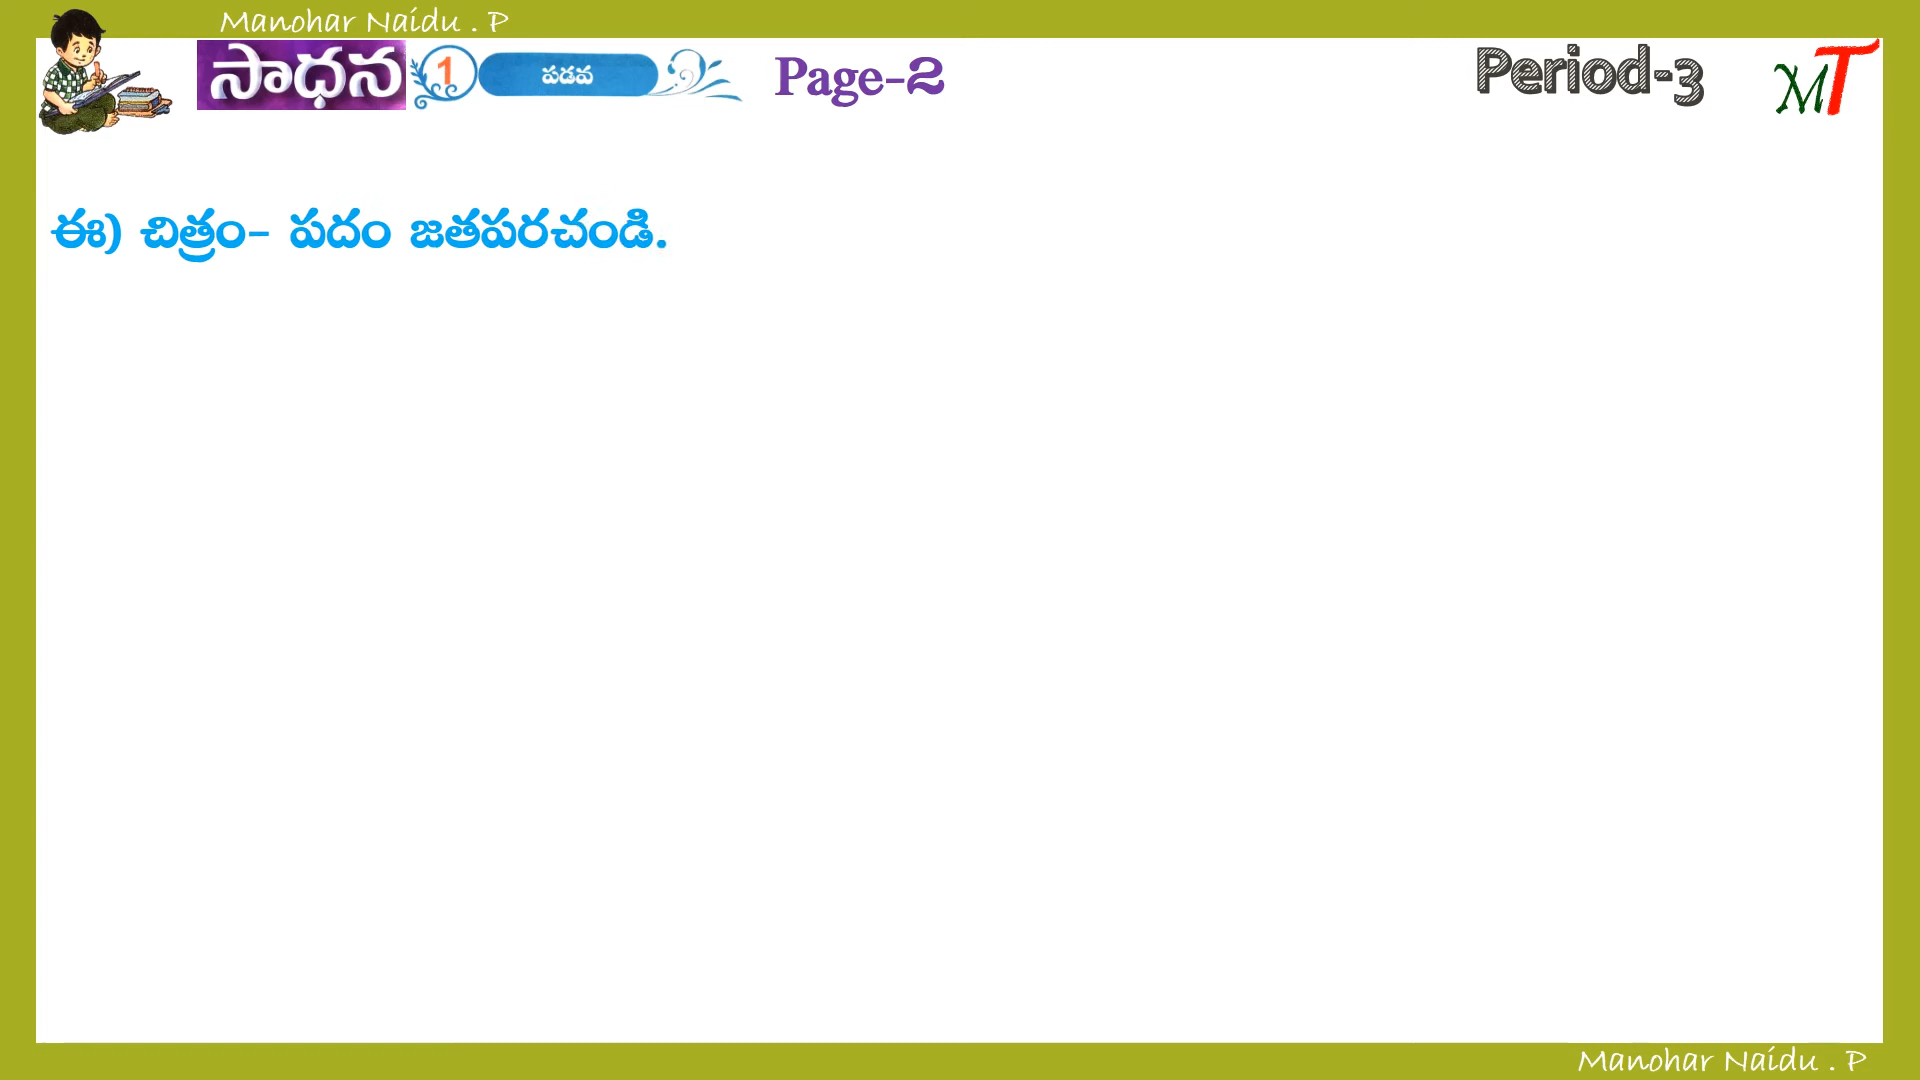 Manohar Naidu . P
సాధన 1 పడవ Page-2 Period-3 MT
ఈ) చిత్రం- పదం జతపరచండి.
Manohar Naidu . P